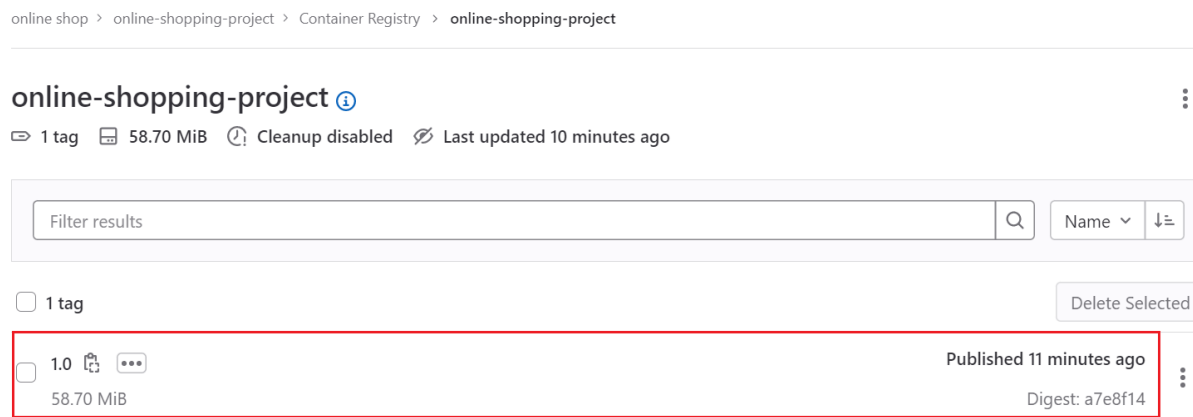 online shop > online-shopping-project > Container Registry > online-shopping-project
online-shopping-project
1 tag 58.70 MiB Cleanup disabled Last updated 10 minutes ago
Filter results Name
1 tag Delete Selected
1.0 Published 11 minutes ago
58.70 MiB Digest: a7e8f14